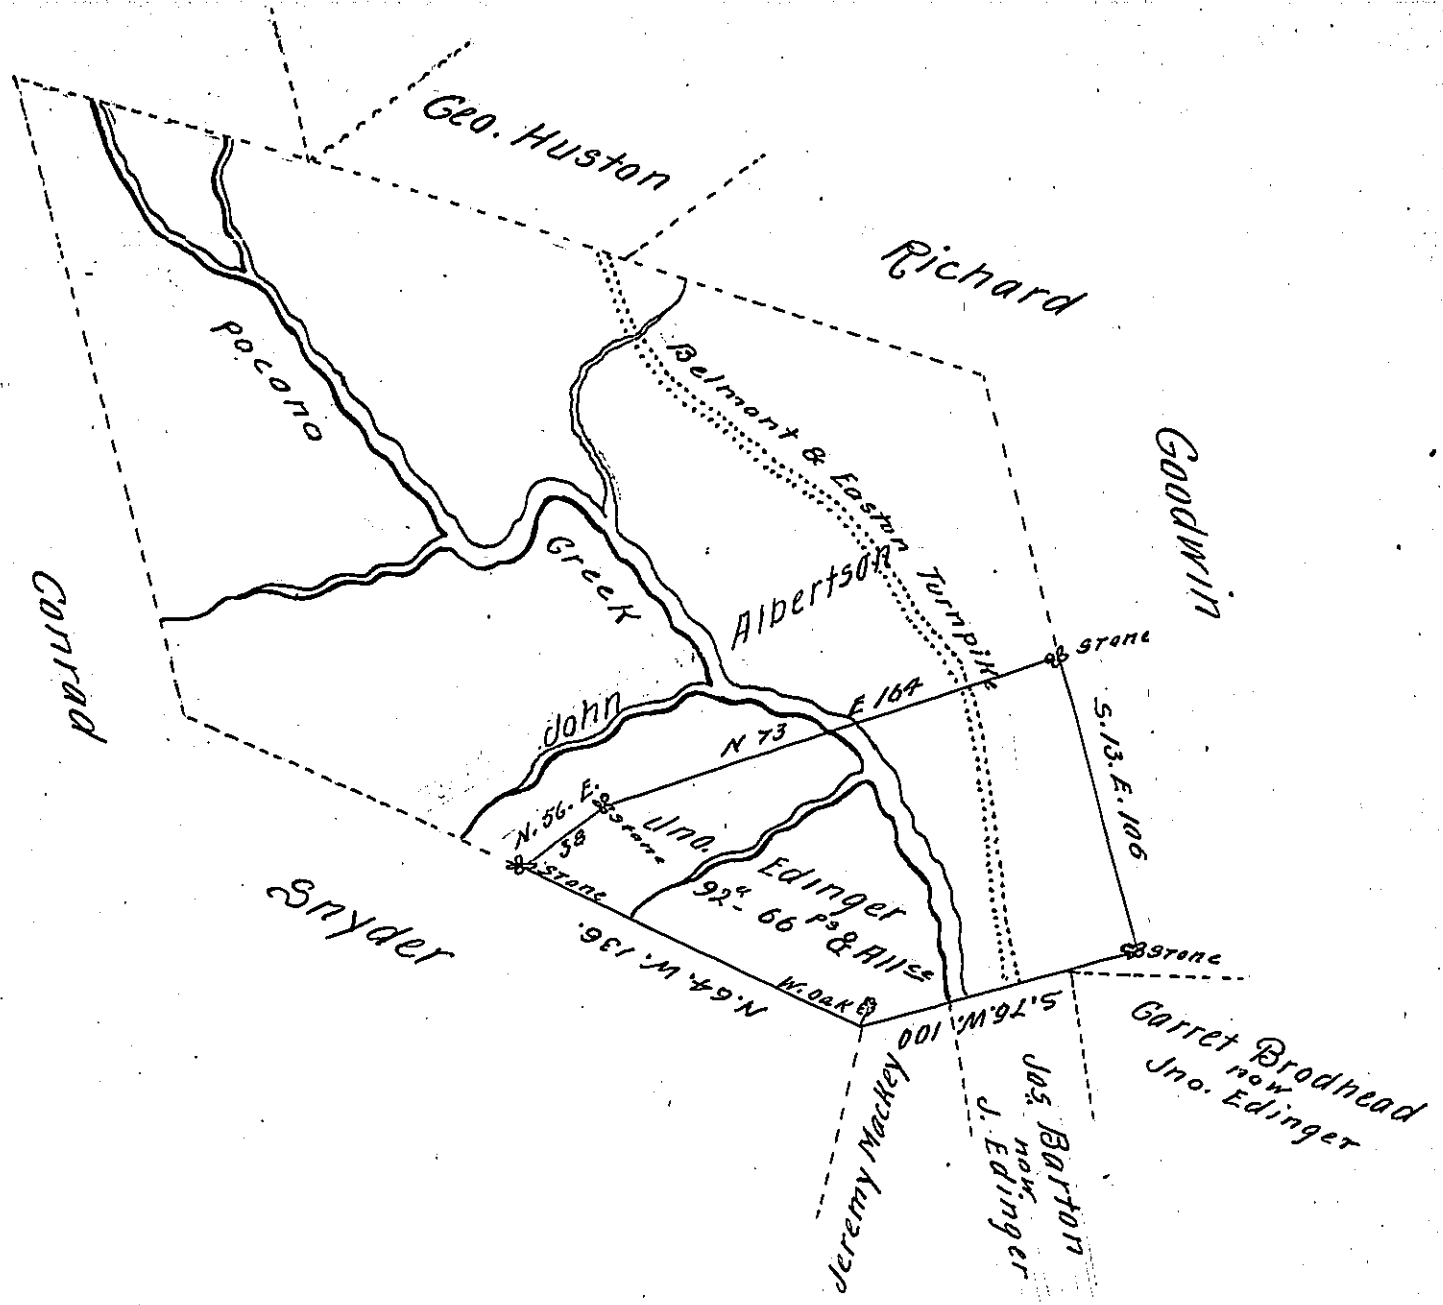 Geo. Huston
Richard
Goodwin
Pocono
Creek
Belmont & Easton Turnpike
Conrad
Snyder
John Albertson
STONE
N 73 E 164
S. 13. E. 106
N. 56. E.
38
STONE
STONE
Jno.
Edinger
92ᵃ- 66 Pˢ
& Allᶜᵉ
W. Oak
N. 64. W. 136.
S. 76. W. 100
STONE
Garret Brodhead
now
Jno. Edinger
Jos. Barton
now
J. Edinger
Jeremy Mackey